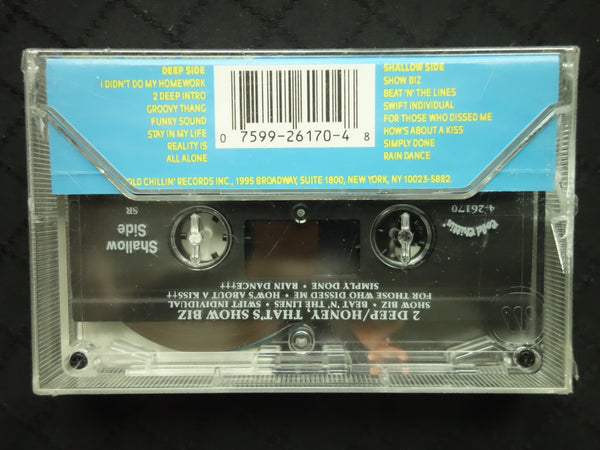 DEEP SIDE
I DIDN'T DO MY HOMEWORK
2 DEEP INTRO
GROOVY THANG
FUNKY SOUND
STAY IN MY LIFE
REALITY IS
ALL ALONE
0 7599-26170-4 8
SHALLOW SIDE
SHOW BIZ
BEAT 'N' THE LINES
SWIFT INDIVIDUAL
FOR THOSE WHO DISSED ME
HOW'S ABOUT A KISS
SIMPLY DONE
RAIN DANCE
COLD CHILLIN' RECORDS INC., 1995 BROADWAY, SUITE 1800, NEW YORK, NY 10023-5882.
2 DEEP/HONEY, THAT'S SHOW BIZ
SHOW BIZ • BEAT 'N' THE LINES • SWIFT INDIVIDUAL
FOR THOSE WHO DISSED ME • HOW'S ABOUT A KISS††
SIMPLY DONE • RAIN DANCE†††
Cold Chillin'
4-26170
Shallow
Side
SR